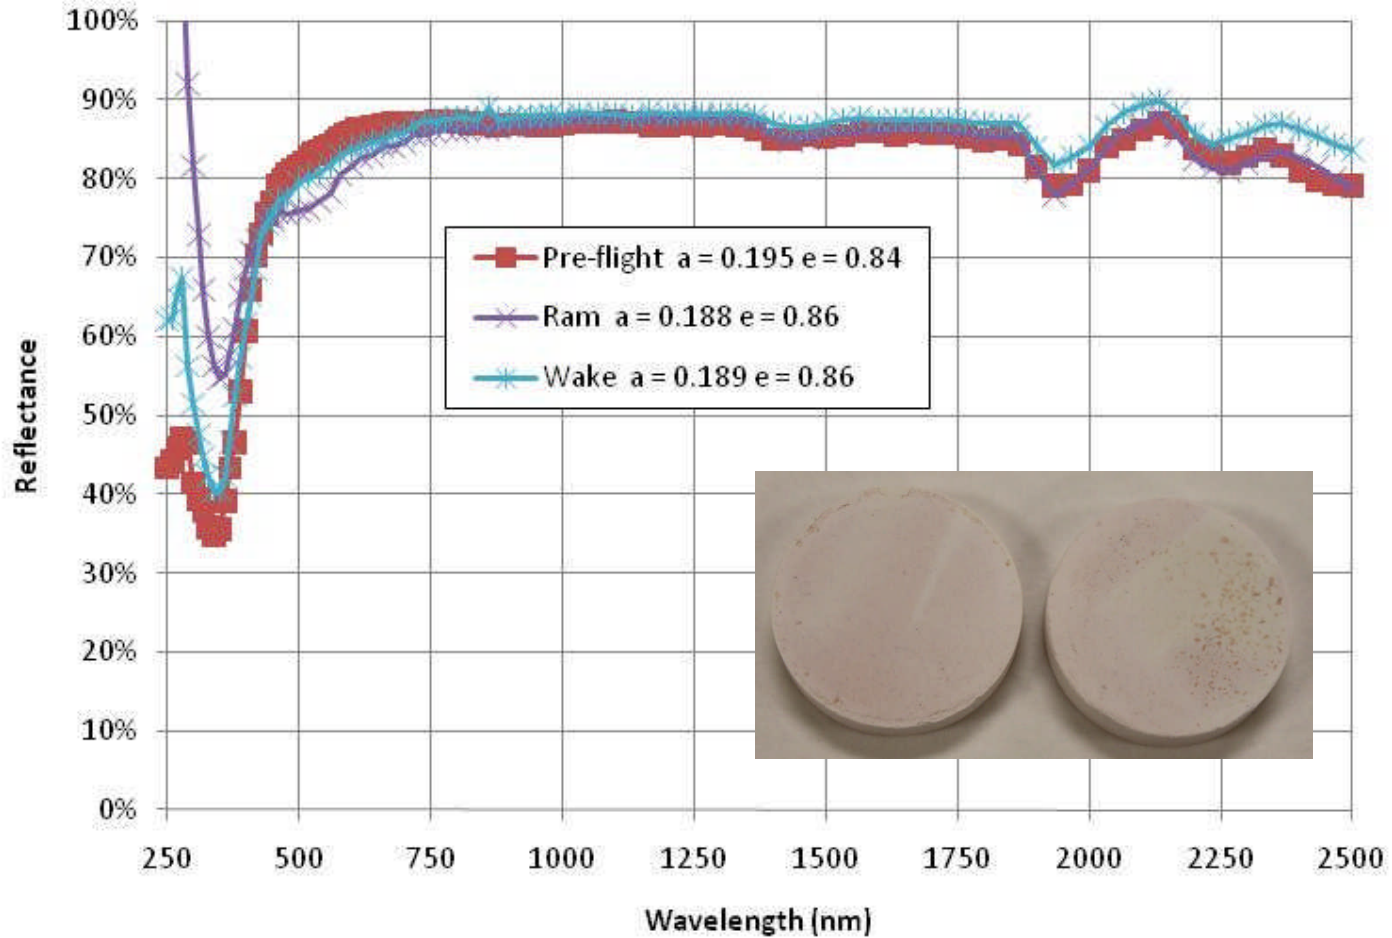 100%
90%
80%
70%
60%
50%
40%
30%
20%
10%
0%
Reflectance
Pre-flight a = 0.195 e = 0.84
Ram a = 0.188 e = 0.86
Wake a = 0.189 e = 0.86
250 500 750 1000 1250 1500 1750 2000 2250 2500
Wavelength (nm)